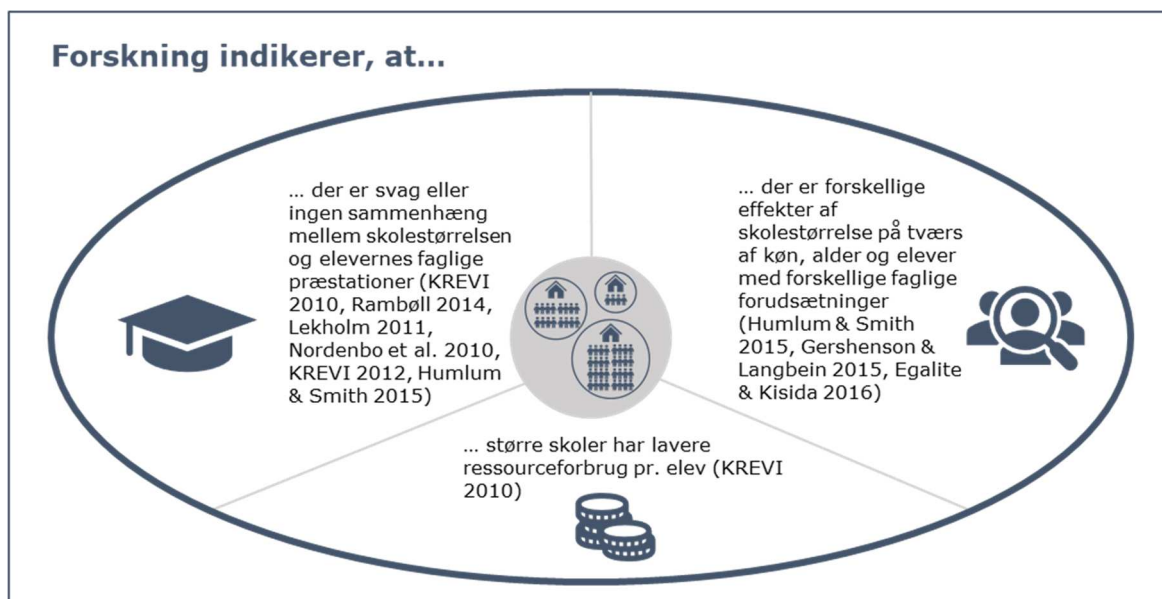 Forskning indikerer, at...
... der er svag eller
ingen sammenhæng
mellem skolestørrelsen
og elevernes faglige
præstationer (KREVI
2010, Rambøll 2014,
Lekholm 2011,
Nordenbo et al. 2010,
KREVI 2012, Humlum
& Smith 2015)
... der er forskellige
effekter af
skolestørrelse på tværs
af køn, alder og elever
med forskellige faglige
forudsætninger
(Humlum & Smith
2015, Gershenson &
Langbein 2015, Egalite
& Kisida 2016)
... større skoler har lavere
ressourceforbrug pr. elev (KREVI
2010)